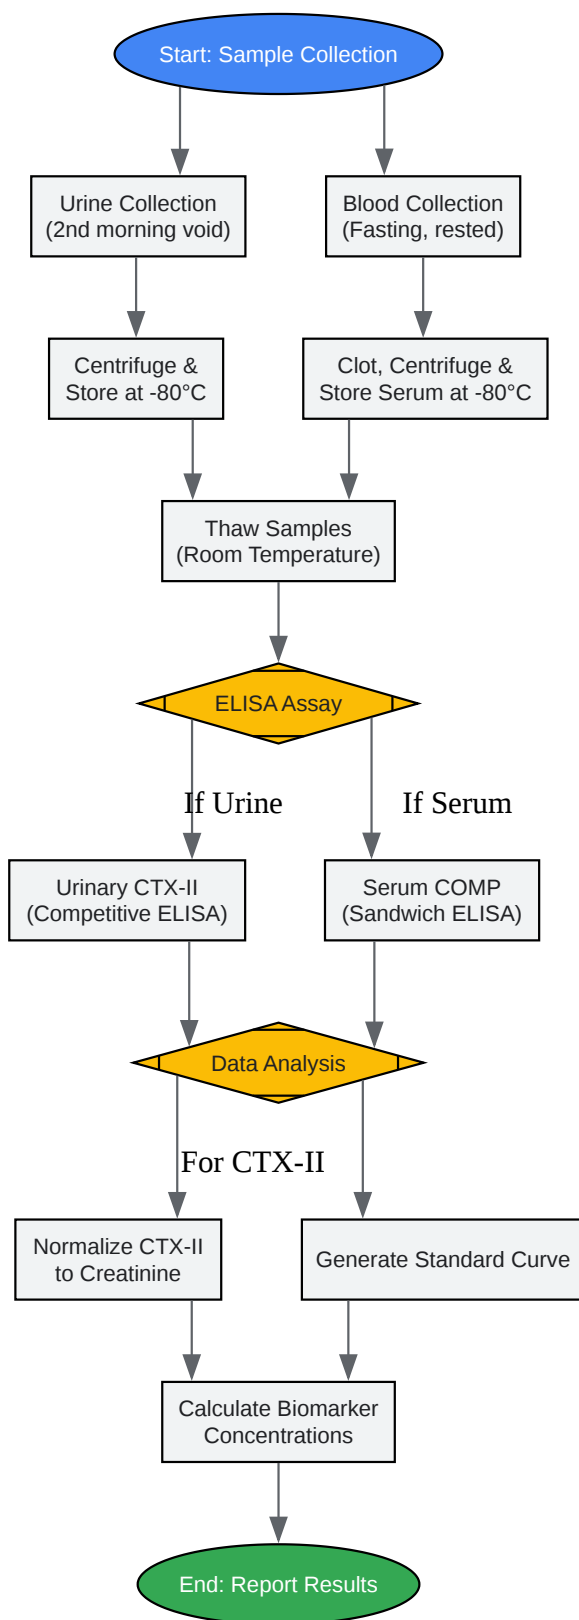 Start: Sample Collection
Urine Collection
(2nd morning void)
Blood Collection
(Fasting, rested)
Centrifuge &
Store at -80°C
Clot, Centrifuge &
Store Serum at -80°C
Thaw Samples
(Room Temperature)
ELISA Assay
If Urine
If Serum
Urinary CTX-II
(Competitive ELISA)
Serum COMP
(Sandwich ELISA)
Data Analysis
For CTX-II
Normalize CTX-II
to Creatinine
Generate Standard Curve
Calculate Biomarker
Concentrations
End: Report Results